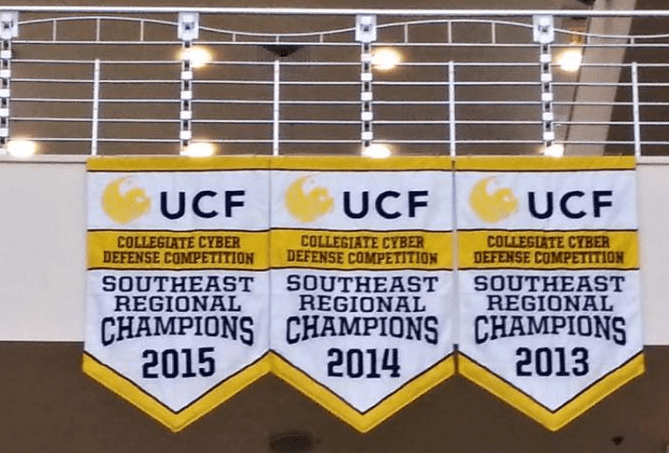 UCF
COLLEGIATE CYBER
DEFENSE COMPETITION
SOUTHEAST
REGIONAL
CHAMPIONS
2015
UCF
COLLEGIATE CYBER
DEFENSE COMPETITION
SOUTHEAST
REGIONAL
CHAMPIONS
2014
UCF
COLLEGIATE CYBER
DEFENSE COMPETITION
SOUTHEAST
REGIONAL
CHAMPIONS
2013